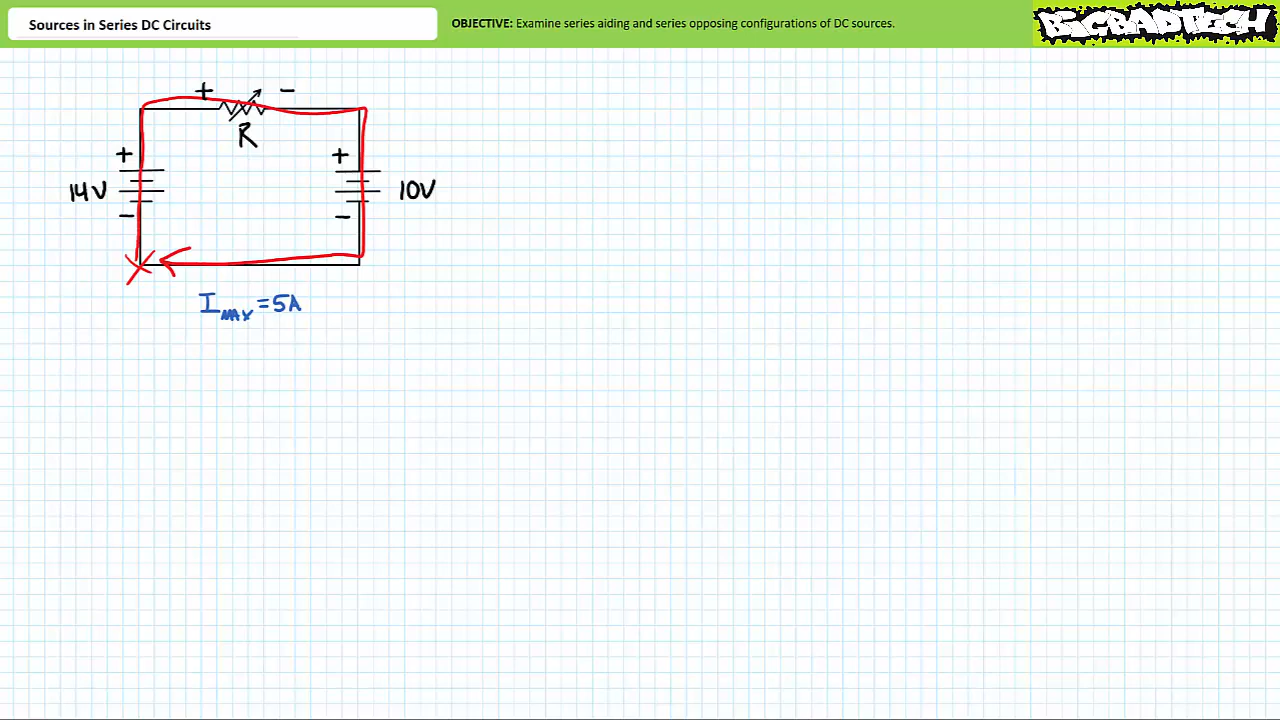 Sources in Series DC Circuits
OBJECTIVE: Examine series aiding and series opposing configurations of DC sources.
BIGBADTECH
+ -
R
+ +
14V 10V
- -
I MAX = 5A